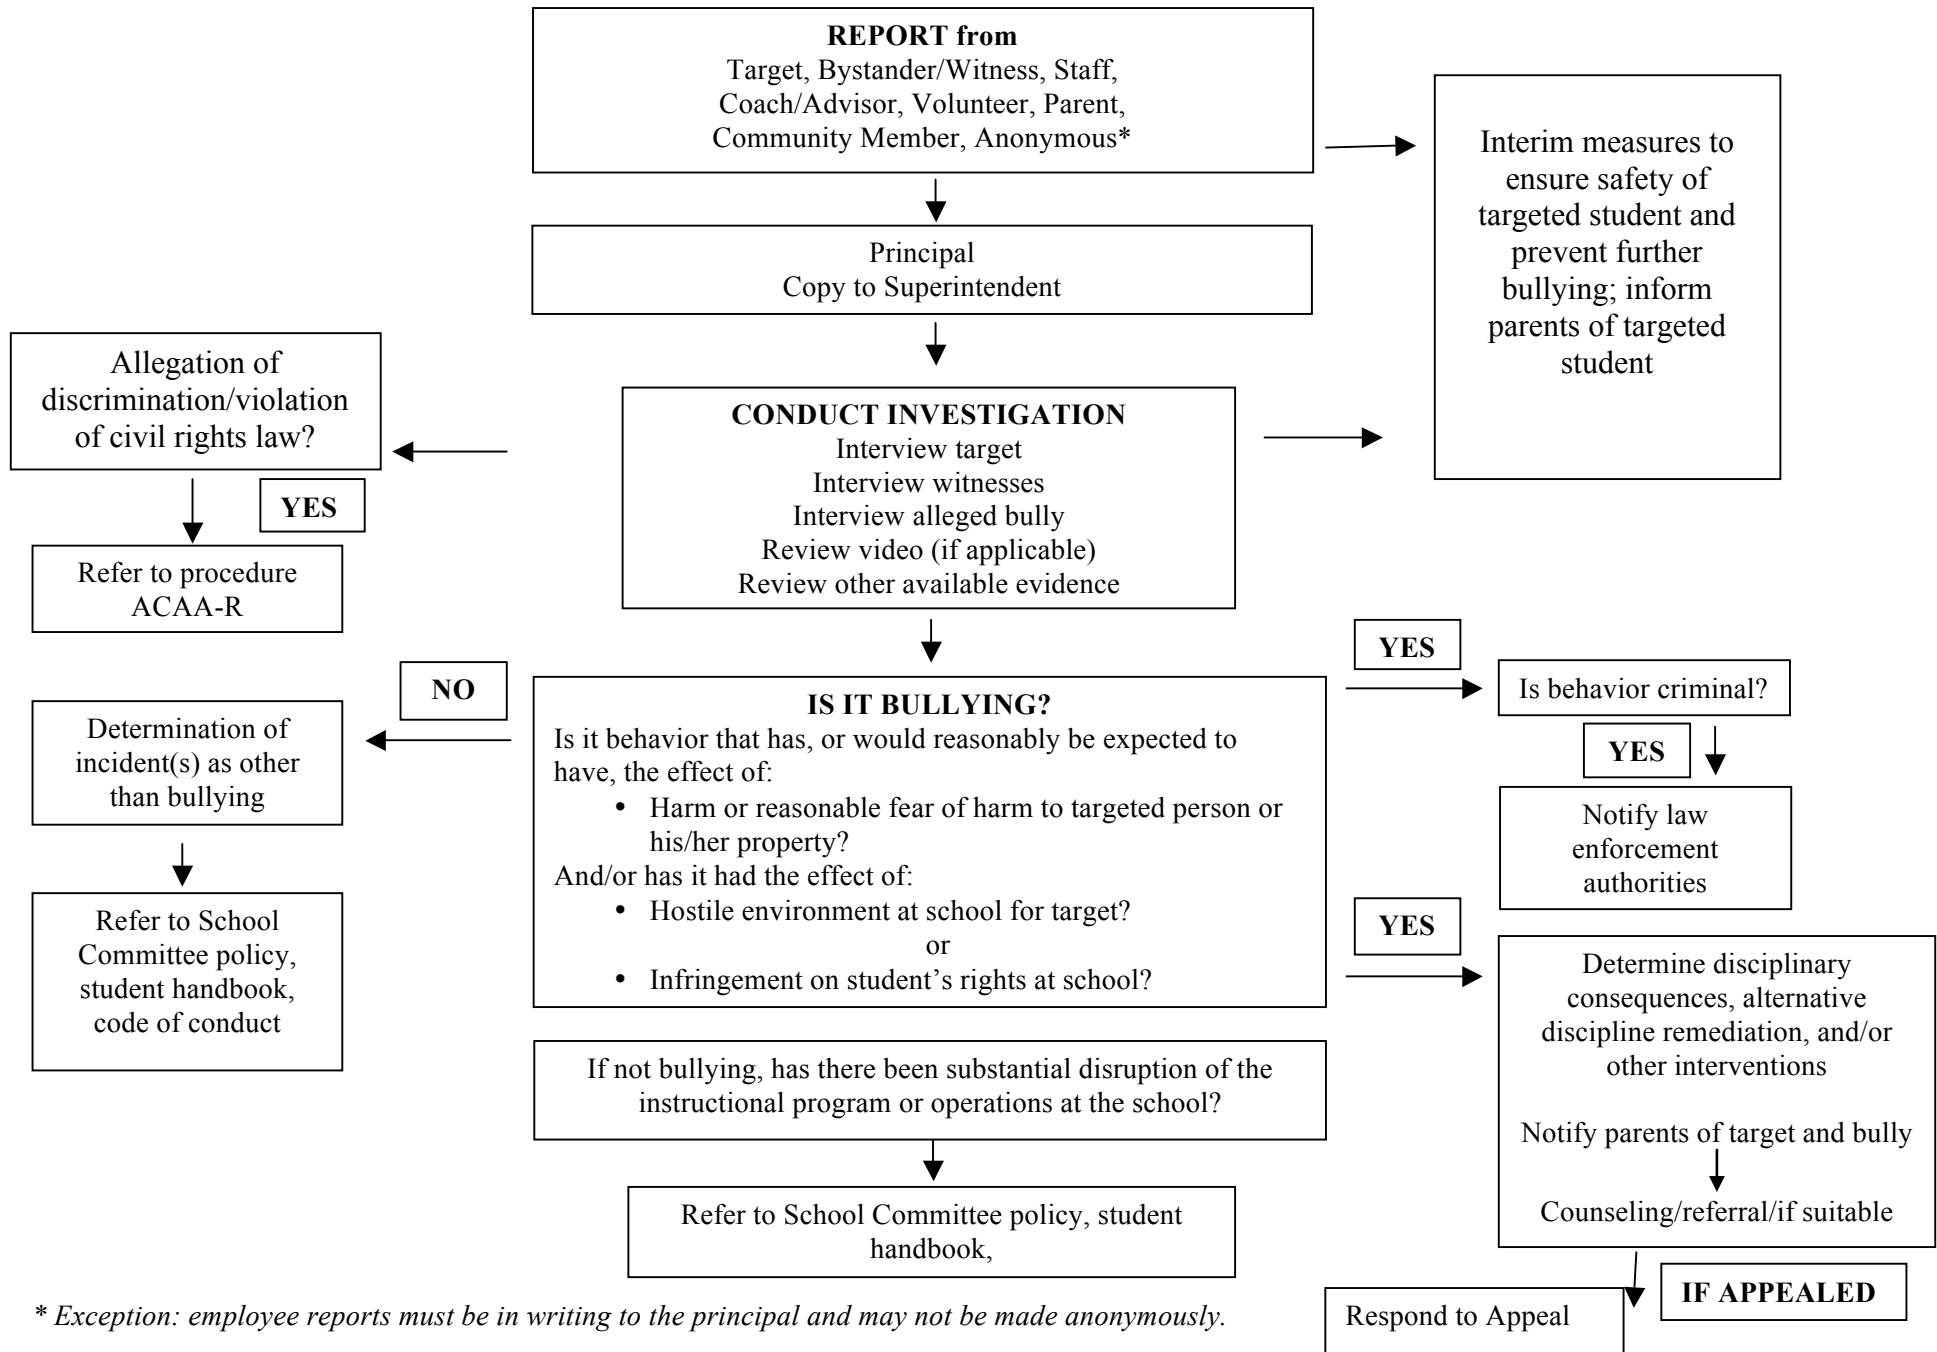 REPORT from
Target, Bystander/Witness, Staff,
Coach/Advisor, Volunteer, Parent,
Community Member, Anonymous*
Interim measures to
ensure safety of
targeted student and
prevent further
bullying; inform
parents of targeted
student
Principal
Copy to Superintendent
Allegation of
discrimination/violation
of civil rights law?
YES
Refer to procedure
ACAA-R
CONDUCT INVESTIGATION
Interview target
Interview witnesses
Interview alleged bully
Review video (if applicable)
Review other available evidence
NO
Determination of
incident(s) as other
than bullying
Refer to School
Committee policy,
student handbook,
code of conduct
IS IT BULLYING?
Is it behavior that has, or would reasonably be expected to
have, the effect of:
• Harm or reasonable fear of harm to targeted person or
his/her property?
And/or has it had the effect of:
• Hostile environment at school for target?
or
• Infringement on student’s rights at school?
YES
Is behavior criminal?
YES
Notify law
enforcement
authorities
YES
Determine disciplinary
consequences, alternative
discipline remediation, and/or
other interventions
Notify parents of target and bully
Counseling/referral/if suitable
If not bullying, has there been substantial disruption of the
instructional program or operations at the school?
Refer to School Committee policy, student
handbook,
IF APPEALED
Respond to Appeal
* Exception: employee reports must be in writing to the principal and may not be made anonymously.